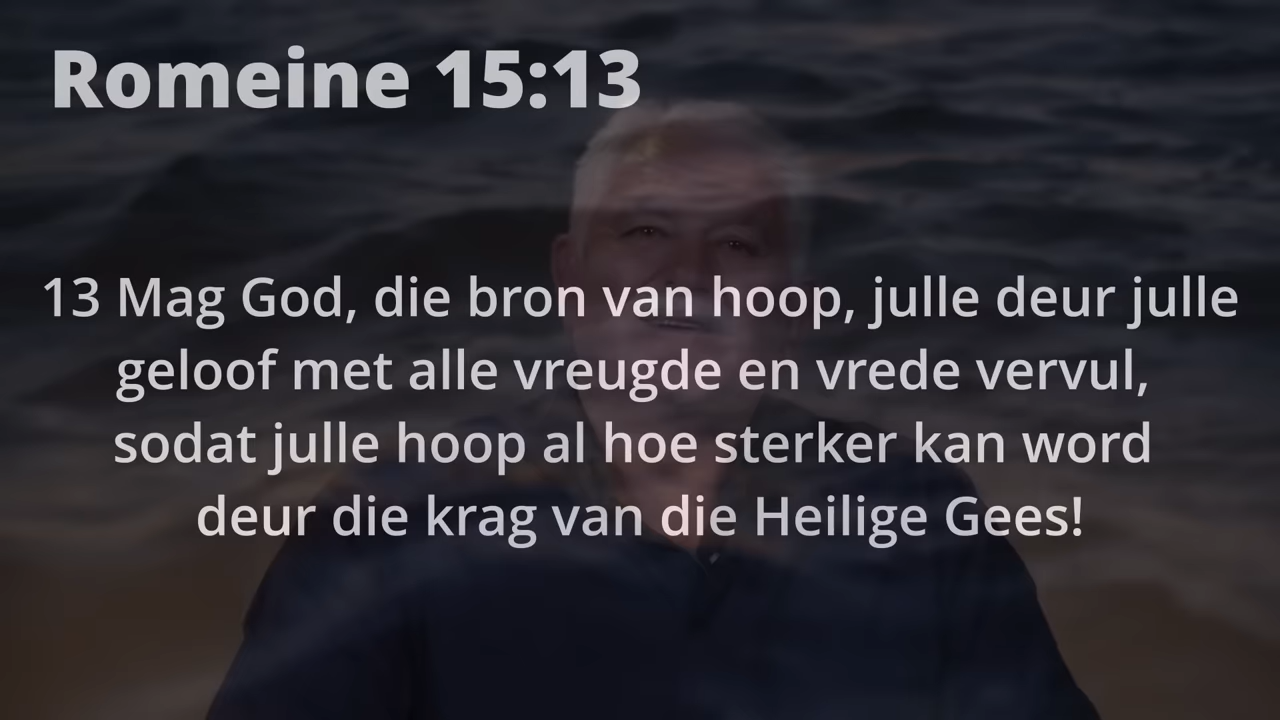 Romeine 15:13
13 Mag God, die bron van hoop, julle deur julle
geloof met alle vreugde en vrede vervul,
sodat julle hoop al hoe sterker kan word
deur die krag van die Heilige Gees!